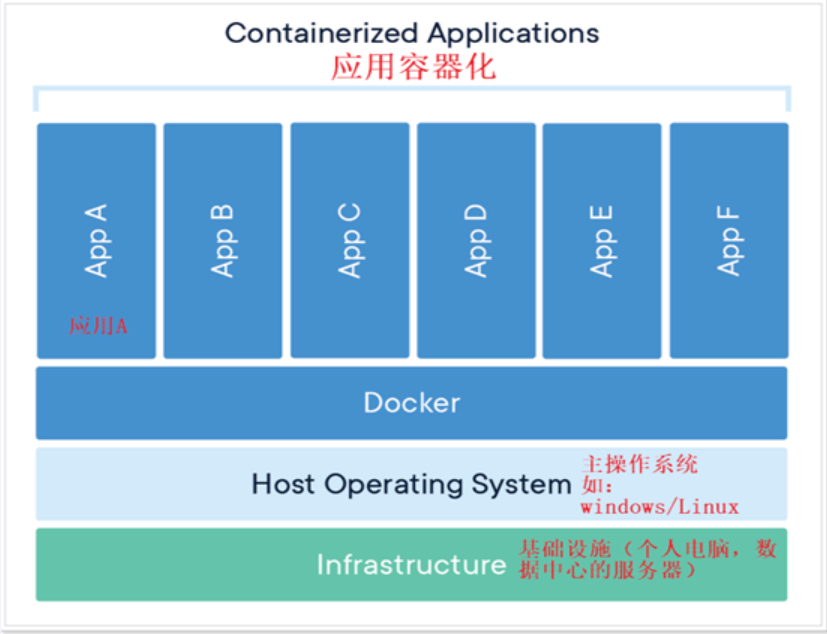 Containerized Applications
应用容器化
App A
App B
App C
App D
App E
App F
应用A
Docker
Host Operating System
主操作系统
如:
windows/Linux
Infrastructure
基础设施（个人电脑，数
据中心的服务器）